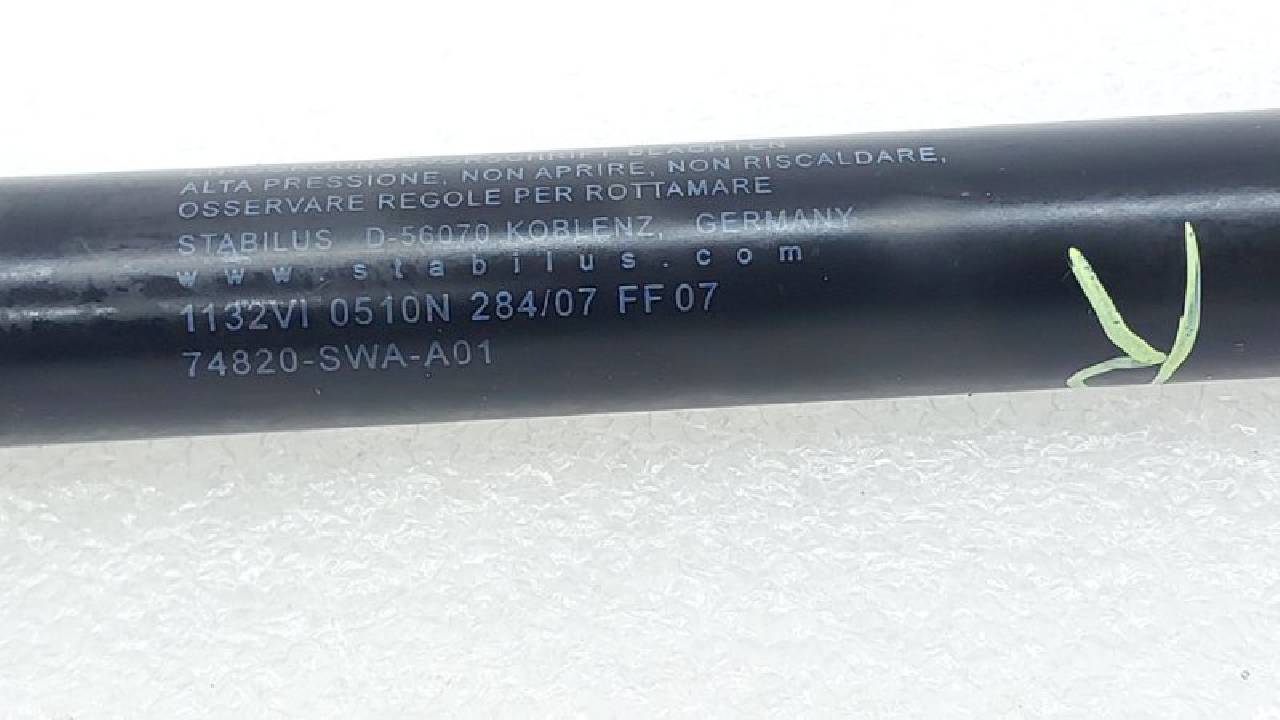 ALTA PRESSIONE, NON APRIRE, NON RISCALDARE,
OSSERVARE REGOLE PER ROTTAMARE
STABILUS D-56070 KOBLENZ, GERMANY
www.stabilus.com
1132VI 0510N 284/07 FF07
74820-SWA-A01